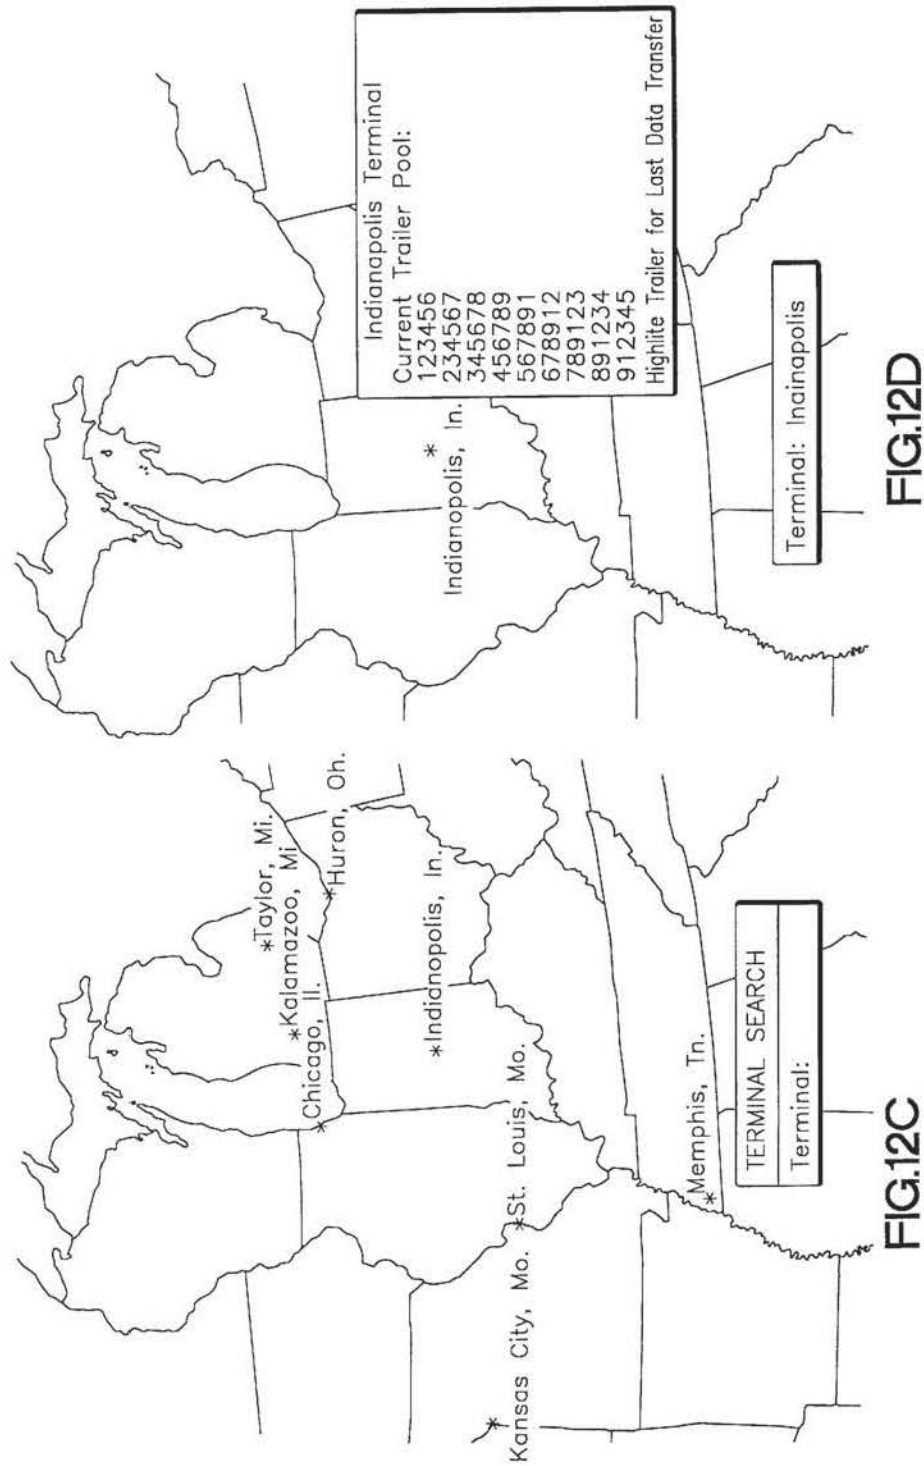 *Taylor, Mi.
*Kalamazoo, Mi
Chicago, Il.
*
*Huron, Oh.
*Indianopolis, In.
*St. Louis, Mo.
Kansas City, Mo.
*
*Memphis, Tn.
TERMINAL SEARCH
Terminal:
FIG.12C
Indianapolis Terminal
Current Trailer Pool:
123456
234567
345678
456789
567891
678912
789123
891234
912345
Highlite Trailer for Last Data Transfer
*
Indianopolis, In.
Terminal: Inainapolis
FIG.12D